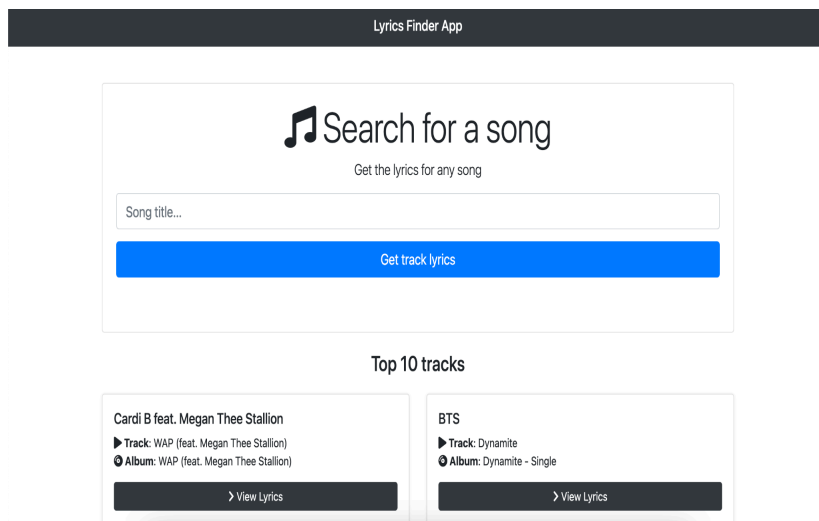 Lyrics Finder App
Search for a song
Get the lyrics for any song
Song title...
Get track lyrics
Top 10 tracks
Cardi B feat. Megan Thee Stallion
Track: WAP (feat. Megan Thee Stallion)
Album: WAP (feat. Megan Thee Stallion)
View Lyrics
BTS
Track: Dynamite
Album: Dynamite - Single
View Lyrics